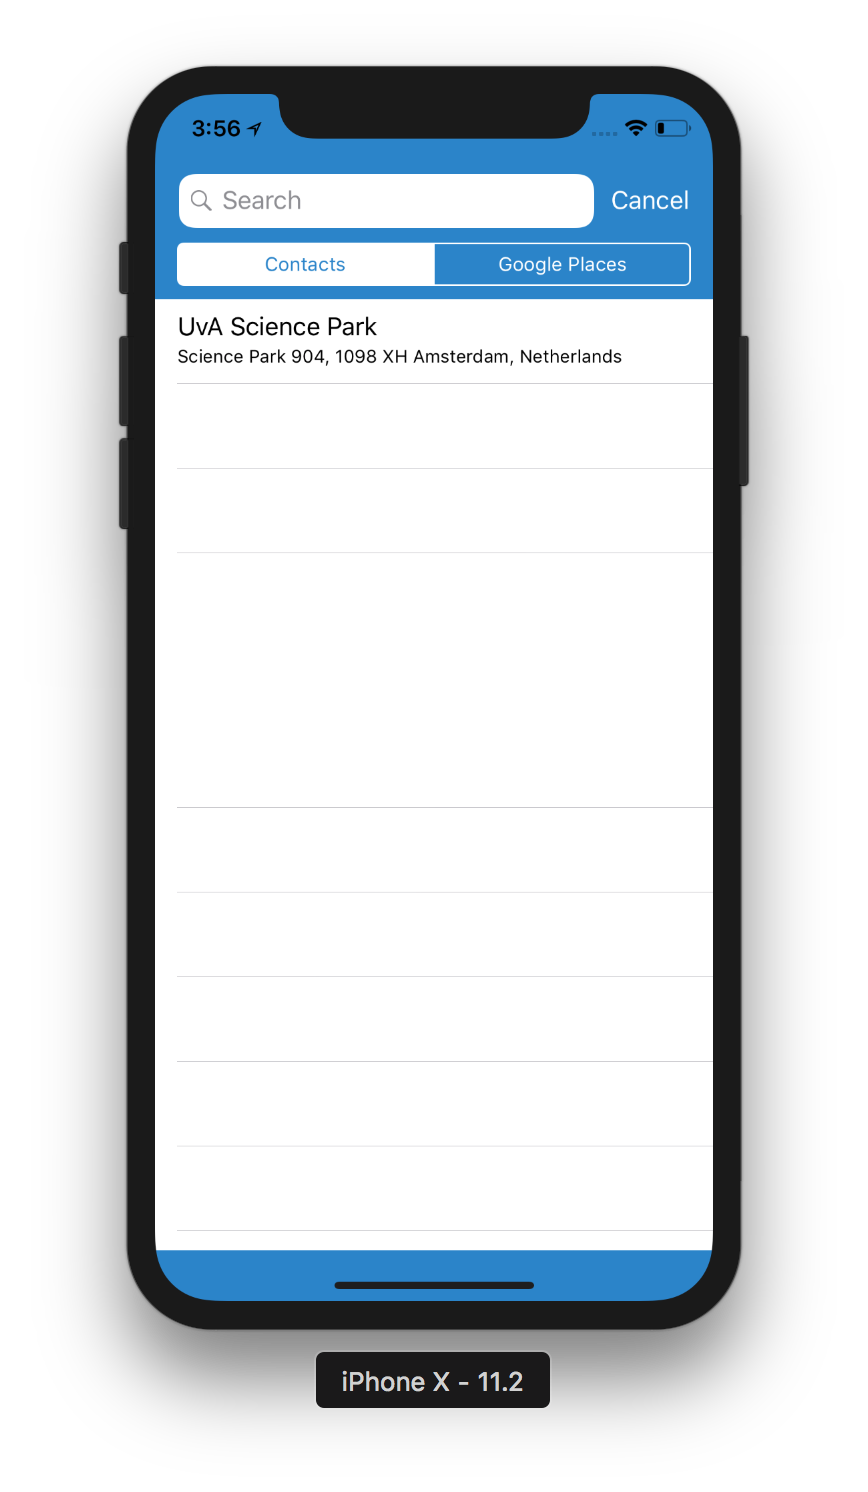 3:56
Search
Cancel
Contacts
Google Places
UvA Science Park
Science Park 904, 1098 XH Amsterdam, Netherlands
iPhone X - 11.2